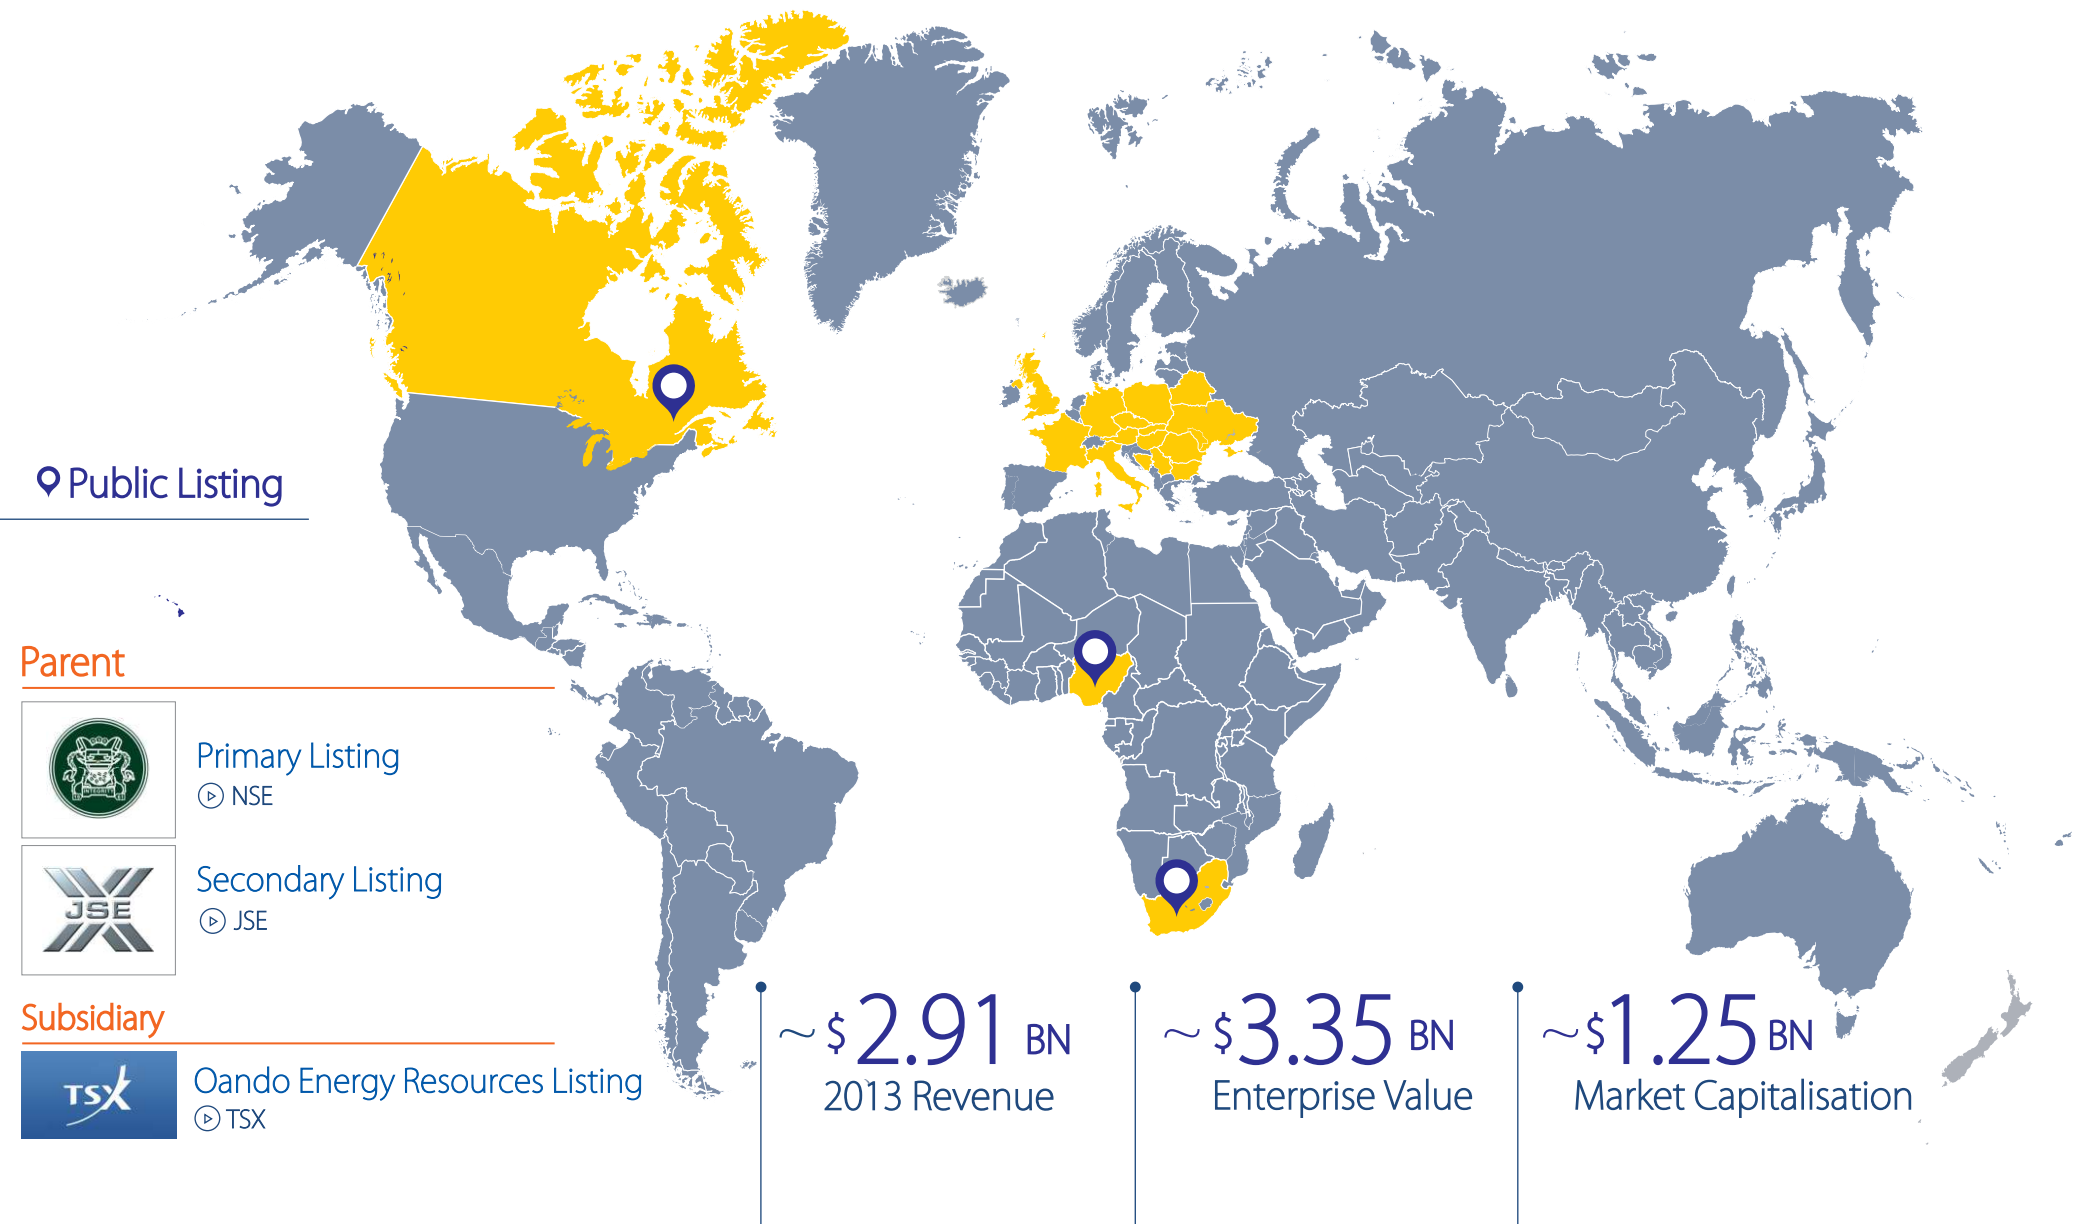 Public Listing
Parent
INTEGRITY
Primary Listing
NSE
JSE
Secondary Listing
JSE
Subsidiary
TSX
Oando Energy Resources Listing
TSX
~ $ 2.91 BN
2013 Revenue
~ $ 3.35 BN
Enterprise Value
~ $ 1.25 BN
Market Capitalisation